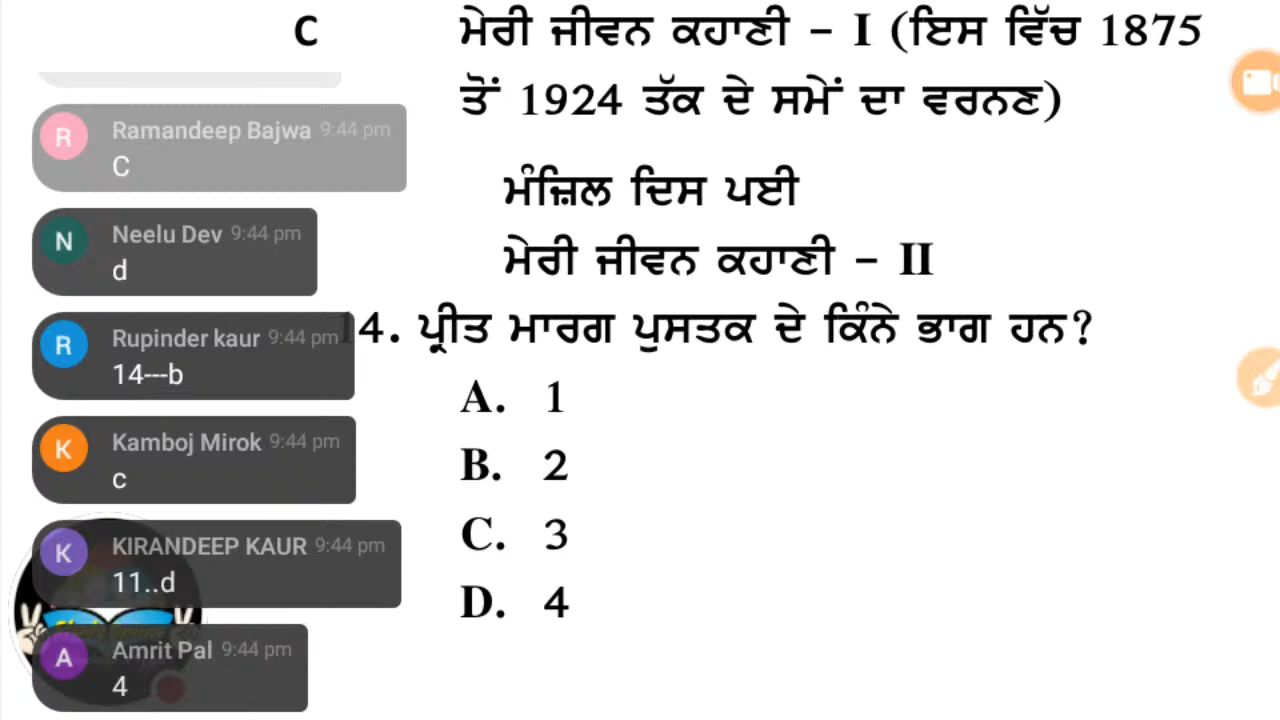 C
ਮੇਰੀ ਜੀਵਨ ਕਹਾਣੀ – I (ਇਸ ਵਿੱਚ 1875
ਤੋਂ 1924 ਤੱਕ ਦੇ ਸਮੇਂ ਦਾ ਵਰਨਣ)
ਮੰਜ਼ਿਲ ਦਿਸ ਪਈ
ਮੇਰੀ ਜੀਵਨ ਕਹਾਣੀ – II
14. ਪ੍ਰੀਤ ਮਾਰਗ ਪੁਸਤਕ ਦੇ ਕਿੰਨੇ ਭਾਗ ਹਨ?
A. 1
B. 2
C. 3
D. 4
R
Ramandeep Bajwa 9:44 pm
C
N
Neelu Dev 9:44 pm
d
R
Rupinder kaur 9:44 pm
14---b
K
Kamboj Mirok 9:44 pm
c
K
KIRANDEEP KAUR 9:44 pm
11..d
A
Amrit Pal 9:44 pm
4